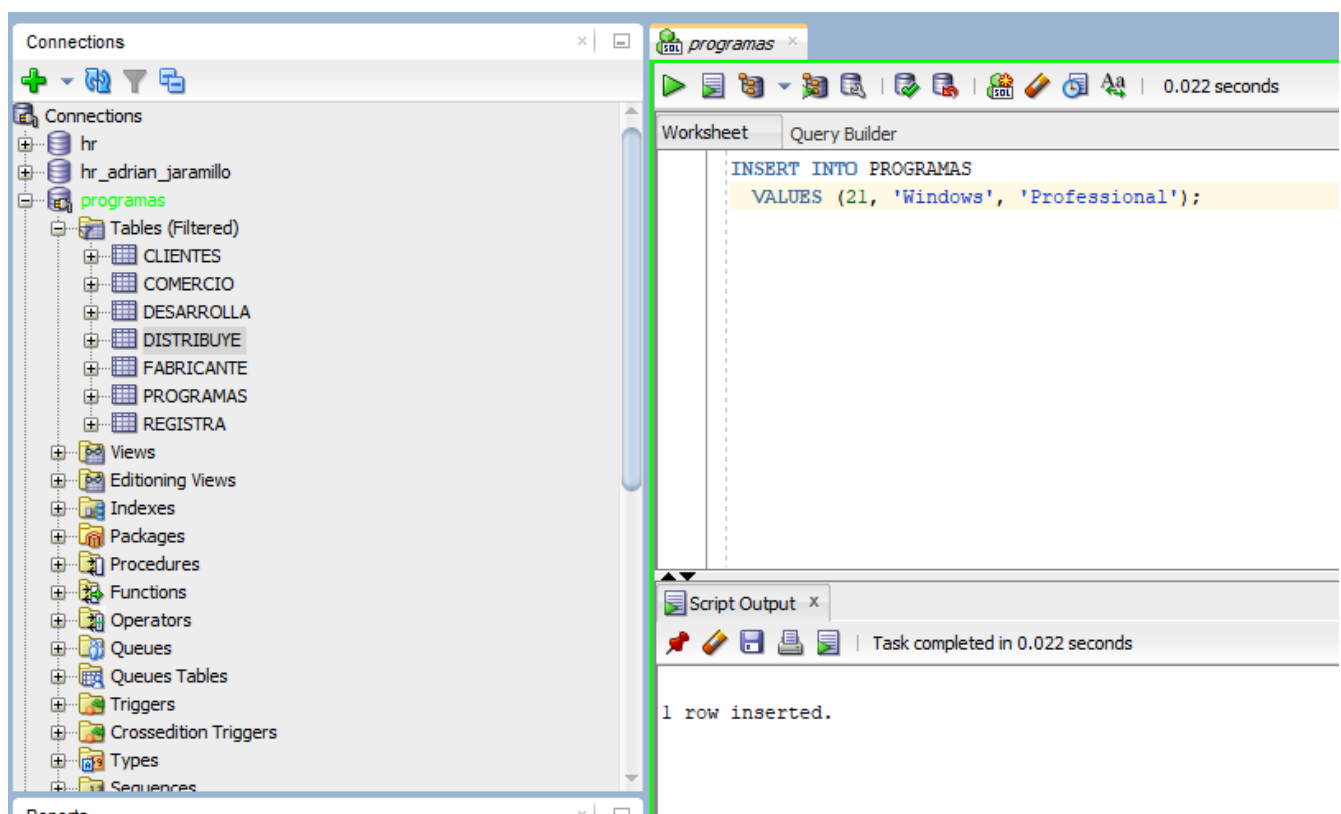 Connections
Connections
hr
hr_adrian_jaramillo
programas
Tables (Filtered)
CLIENTES
COMERCIO
DESARROLLA
DISTRIBUYE
FABRICANTE
PROGRAMAS
REGISTRA
Views
Editioning Views
Indexes
Packages
Procedures
Functions
Operators
Queues
Queues Tables
Triggers
Crossedition Triggers
Types
Sequences
Reports
programas
0.022 seconds
Worksheet Query Builder
INSERT INTO PROGRAMAS
VALUES (21, 'Windows', 'Professional');
Script Output
Task completed in 0.022 seconds
1 row inserted.